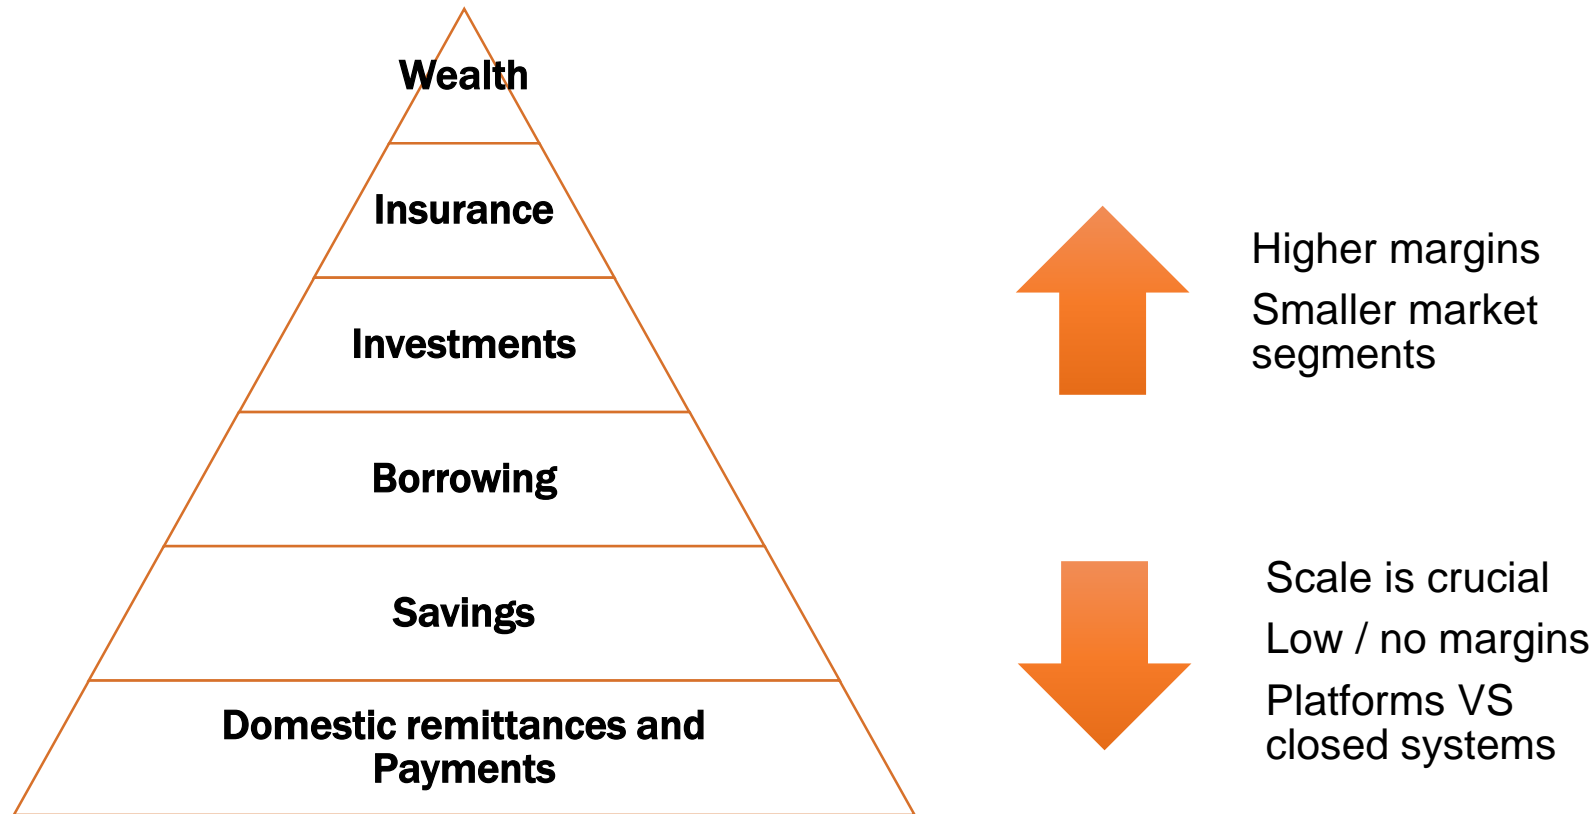 Wealth
Insurance
Investments
Borrowing
Savings
Domestic remittances and
Payments
Higher margins
Smaller market
segments
Scale is crucial
Low / no margins
Platforms VS
closed systems